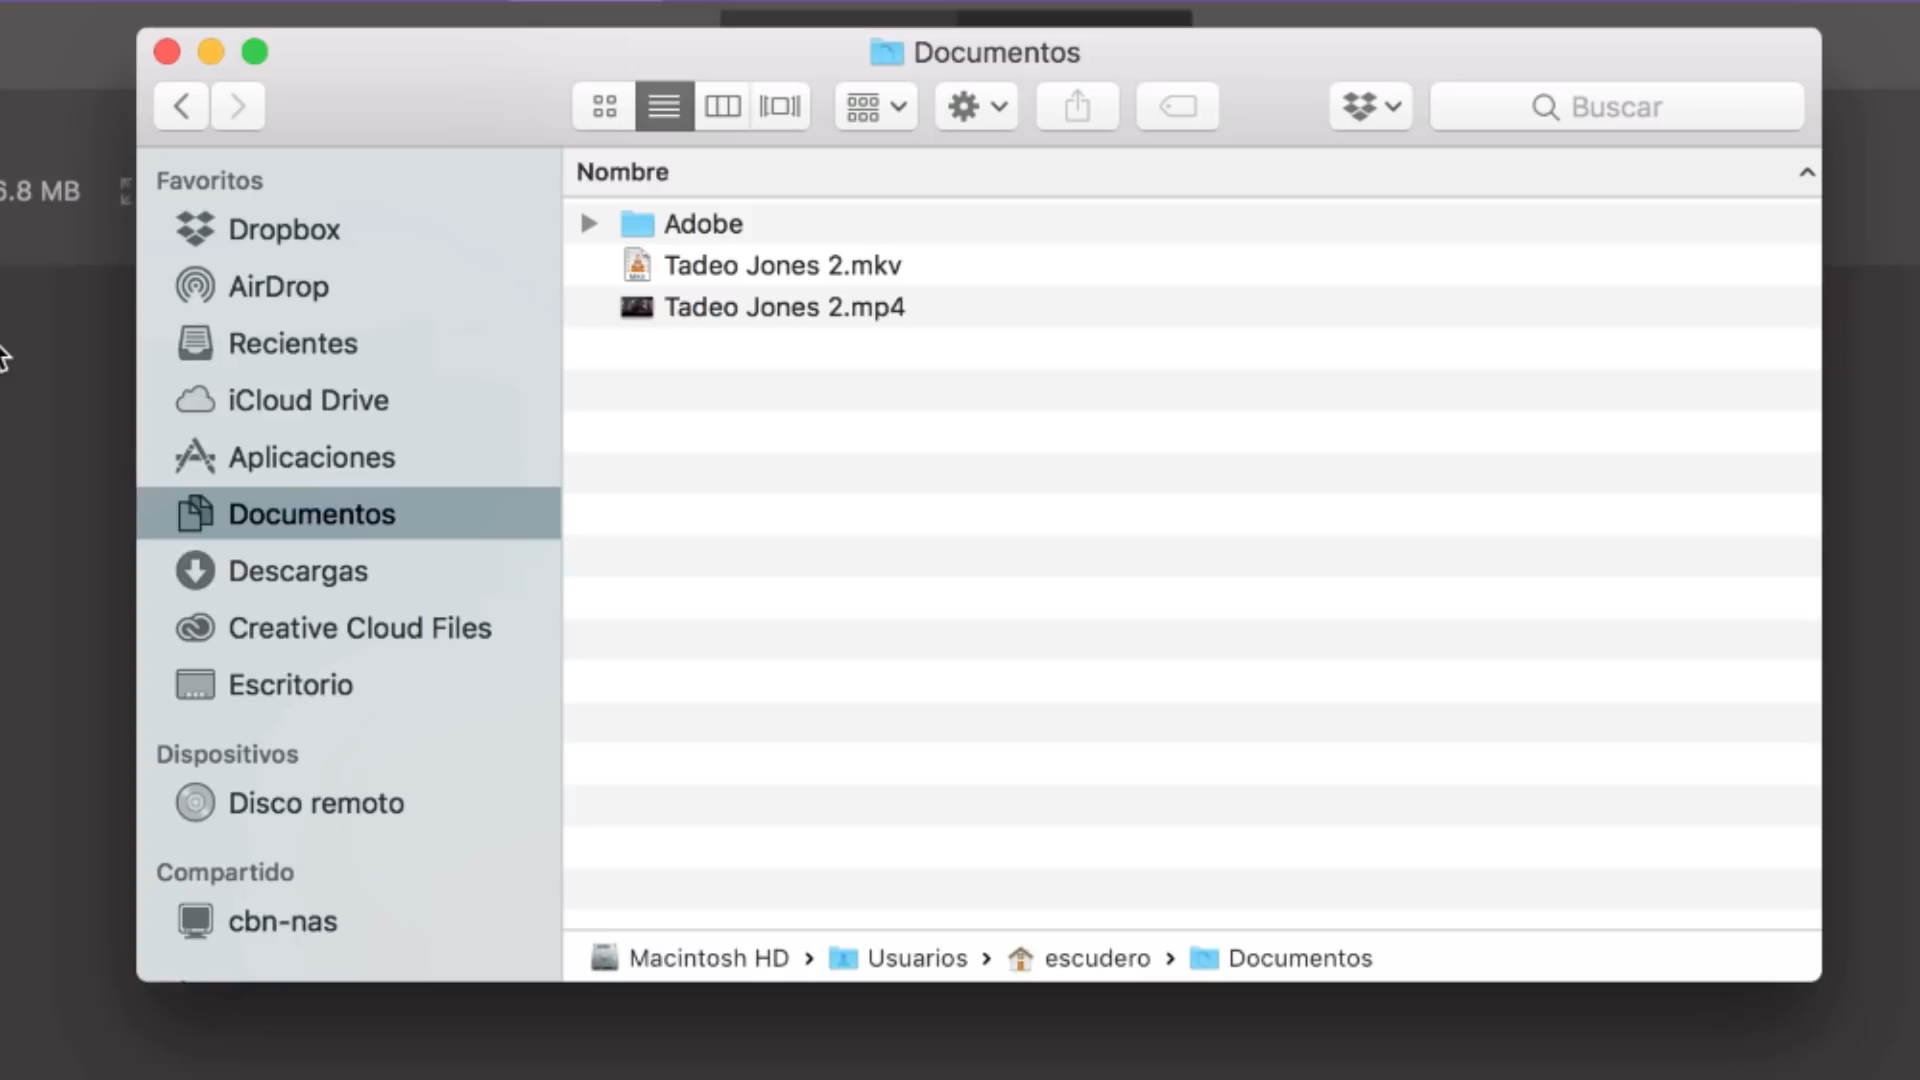 Documentos
Buscar
6.8 MB
Favoritos
Dropbox
AirDrop
Recientes
iCloud Drive
Aplicaciones
Documentos
Descargas
Creative Cloud Files
Escritorio
Dispositivos
Disco remoto
Compartido
cbn-nas
Nombre
Adobe
Tadeo Jones 2.mkv
Tadeo Jones 2.mp4
Macintosh HD › Usuarios › escudero › Documentos